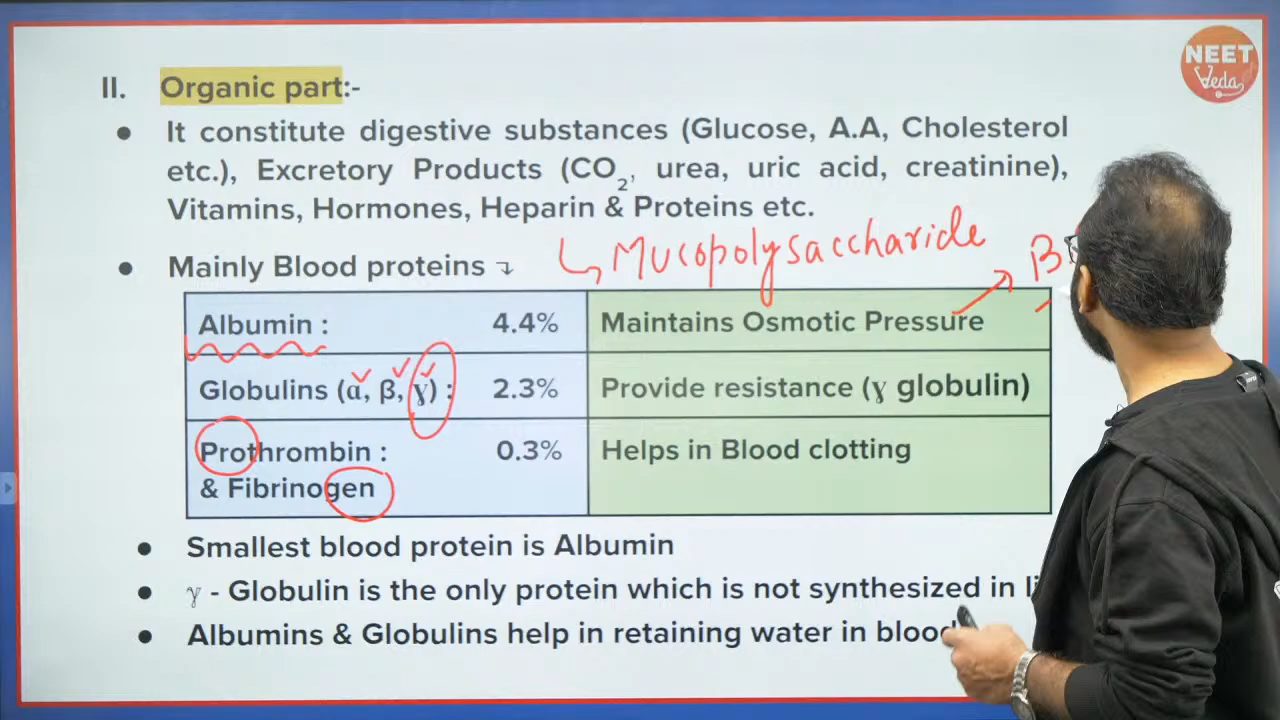 NEET
Veda
II. Organic part:-
● It constitute digestive substances (Glucose, A.A, Cholesterol
etc.), Excretory Products (CO2, urea, uric acid, creatinine),
Vitamins, Hormones, Heparin & Proteins etc.
↳ Mucopolysaccharide
● Mainly Blood proteins
Albumin : 4.4% Maintains Osmotic Pressure → B
Globulins (α, β, γ) : 2.3% Provide resistance (γ globulin)
Prothrombin : 0.3% Helps in Blood clotting
& Fibrinogen
● Smallest blood protein is Albumin
● γ - Globulin is the only protein which is not synthesized in
● Albumins & Globulins help in retaining water in blood